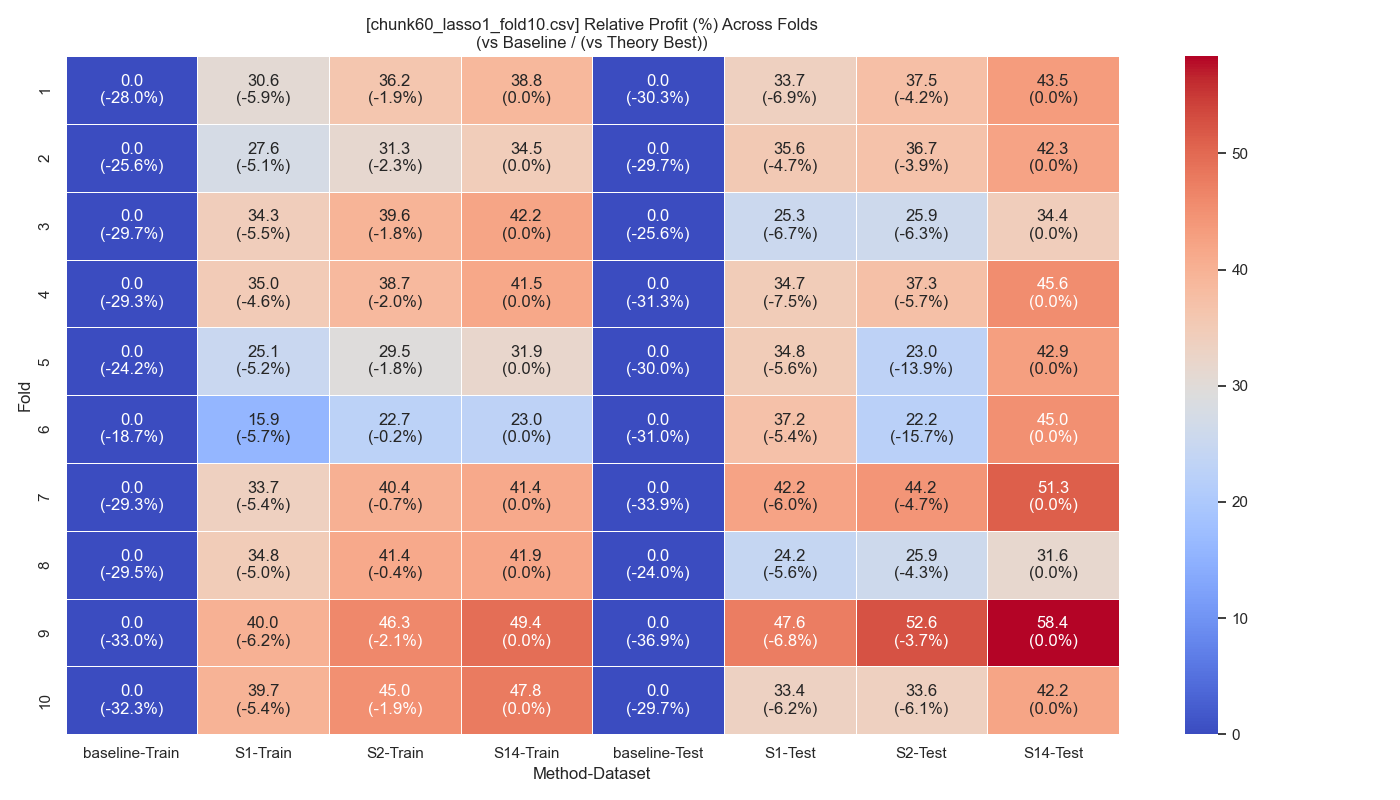 [chunk60_lasso1_fold10.csv] Relative Profit (%) Across Folds
(vs Baseline / (vs Theory Best))
Fold
1
0.0 30.6 36.2 38.8 0.0 33.7 37.5 43.5
(-28.0%) (-5.9%) (-1.9%) (0.0%) (-30.3%) (-6.9%) (-4.2%) (0.0%)
2
0.0 27.6 31.3 34.5 0.0 35.6 36.7 42.3
(-25.6%) (-5.1%) (-2.3%) (0.0%) (-29.7%) (-4.7%) (-3.9%) (0.0%)
3
0.0 34.3 39.6 42.2 0.0 25.3 25.9 34.4
(-29.7%) (-5.5%) (-1.8%) (0.0%) (-25.6%) (-6.7%) (-6.3%) (0.0%)
4
0.0 35.0 38.7 41.5 0.0 34.7 37.3 45.6
(-29.3%) (-4.6%) (-2.0%) (0.0%) (-31.3%) (-7.5%) (-5.7%) (0.0%)
5
0.0 25.1 29.5 31.9 0.0 34.8 23.0 42.9
(-24.2%) (-5.2%) (-1.8%) (0.0%) (-30.0%) (-5.6%) (-13.9%) (0.0%)
6
0.0 15.9 22.7 23.0 0.0 37.2 22.2 45.0
(-18.7%) (-5.7%) (-0.2%) (0.0%) (-31.0%) (-5.4%) (-15.7%) (0.0%)
7
0.0 33.7 40.4 41.4 0.0 42.2 44.2 51.3
(-29.3%) (-5.4%) (-0.7%) (0.0%) (-33.9%) (-6.0%) (-4.7%) (0.0%)
8
0.0 34.8 41.4 41.9 0.0 24.2 25.9 31.6
(-29.5%) (-5.0%) (-0.4%) (0.0%) (-24.0%) (-5.6%) (-4.3%) (0.0%)
9
0.0 40.0 46.3 49.4 0.0 47.6 52.6 58.4
(-33.0%) (-6.2%) (-2.1%) (0.0%) (-36.9%) (-6.8%) (-3.7%) (0.0%)
10
0.0 39.7 45.0 47.8 0.0 33.4 33.6 42.2
(-32.3%) (-5.4%) (-1.9%) (0.0%) (-29.7%) (-6.2%) (-6.1%) (0.0%)
baseline-Train S1-Train S2-Train S14-Train baseline-Test S1-Test S2-Test S14-Test
Method-Dataset
50
40
30
20
10
0